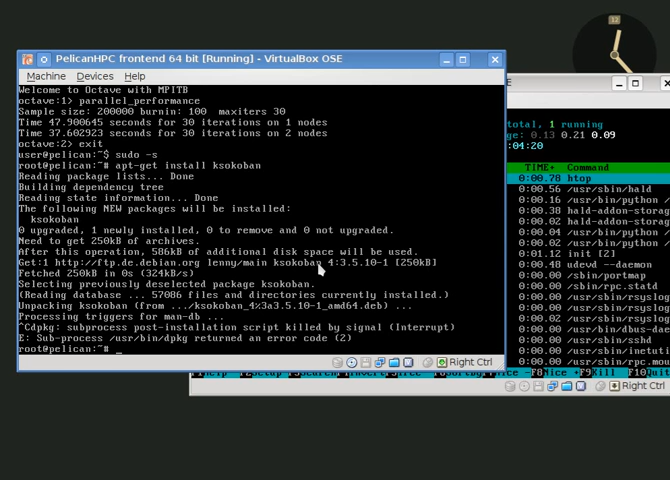 12
PelicanHPC frontend 64 bit [Running] - VirtualBox OSE
Machine Devices Help
Welcome to Octave with MPITB
octave:1> parallel_performance
Sample size: 200000 burnin: 100  maxiters 30
Time 47.900645 seconds for 30 iterations on 1 nodes
Time 37.602923 seconds for 30 iterations on 2 nodes
octave:2> exit
user@pelican:~$ sudo -s
root@pelican:~# apt-get install ksokoban
Reading package lists... Done
Building dependency tree
Reading state information... Done
The following NEW packages will be installed:
ksokoban
0 upgraded, 1 newly installed, 0 to remove and 0 not upgraded.
Need to get 250kB of archives.
After this operation, 586kB of additional disk space will be used.
Get:1 http://ftp.de.debian.org lenny/main ksokoban 4:3.5.10-1 [250kB]
Fetched 250kB in 0s (324kB/s)
Selecting previously deselected package ksokoban.
(Reading database ... 57086 files and directories currently installed.)
Unpacking ksokoban (from .../ksokoban_4%3a3.5.10-1_amd64.deb) ...
Processing triggers for man-db ...
^Cdpkg: subprocess post-installation script killed by signal (Interrupt)
E: Sub-process /usr/bin/dpkg returned an error code (2)
root@pelican:~# _
Right Ctrl
E
total, 1 running
ge: 0.13 0.21 0.09
:04:20
TIME+ Command
0:00.78 htop
0:00.56 /usr/sbin/hald
0:00.16 /usr/bin/python
0:00.38 hald-addon-storag
0:00.20 hald-addon-storag
0:00.43 /usr/bin/python
0:01.12 init [2]
0:00.48 udevd --daemon
0:00.00 /sbin/portmap
0:00.00 /sbin/rpc.statd
0:00.00 /usr/sbin/rsyslog
0:00.00 /usr/sbin/rsyslog
0:00.00 /usr/sbin/rsyslog
0:00.00 /usr/bin/dbus-dae
0:00.00 /usr/sbin/sshd
0:00.00 /usr/sbin/inetuti
0:00.00 /usr/sbin/rpc.mou
F8Nice +F9Kill F10Quit
Right Ctrl